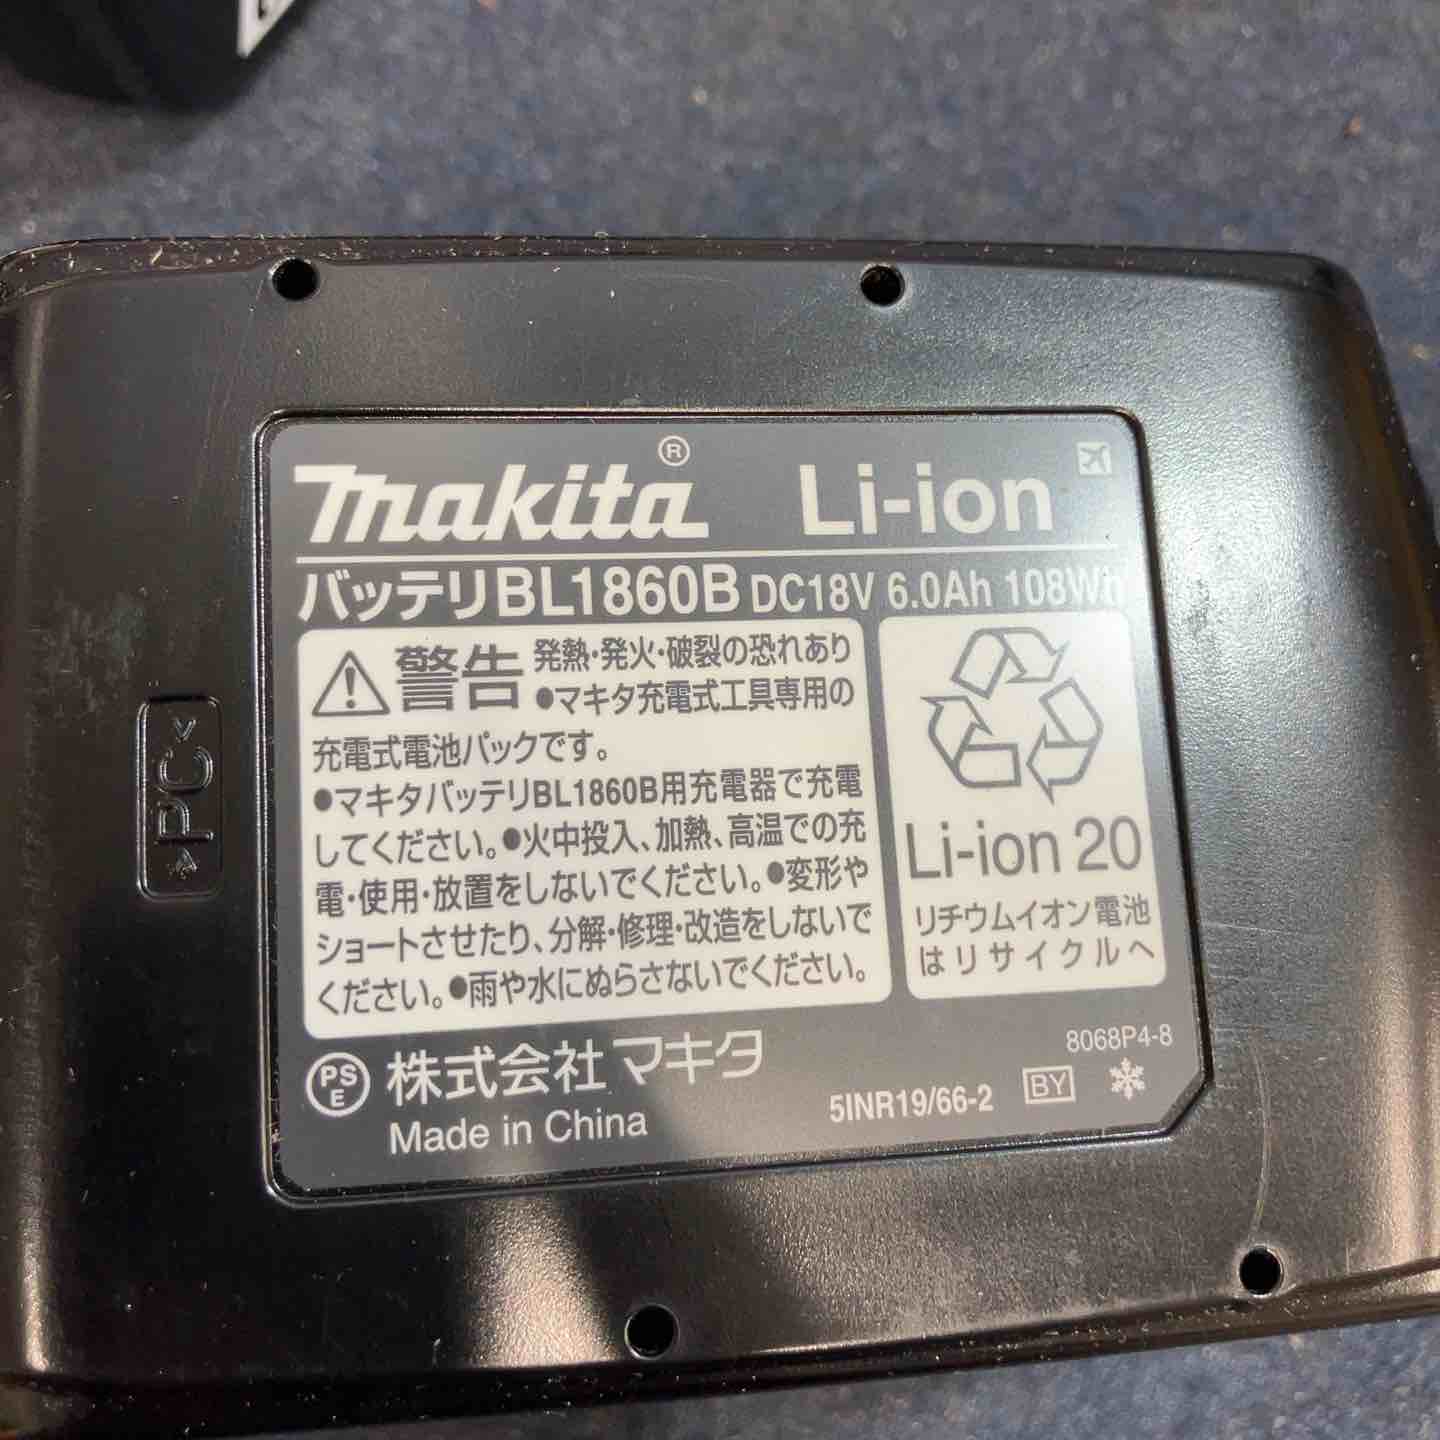 makita® Li-ion
バッテリBL1860B DC18V 6.0Ah 108Wh
警告 発熱・発火・破裂の恐れあり
●マキタ充電式工具専用の
充電式電池パックです。
●マキタバッテリBL1860B用充電器で充電
してください。●火中投入、加熱、高温での充
電・使用・放置をしないでください。●変形や
ショートさせたり、分解・修理・改造をしないで
ください。●雨や水にぬらさないでください。
Li-ion 20
リチウムイオン電池
はリサイクルへ
PSE 株式会社マキタ
Made in China
8068P4-8
5INR19/66-2 BY
>PC<